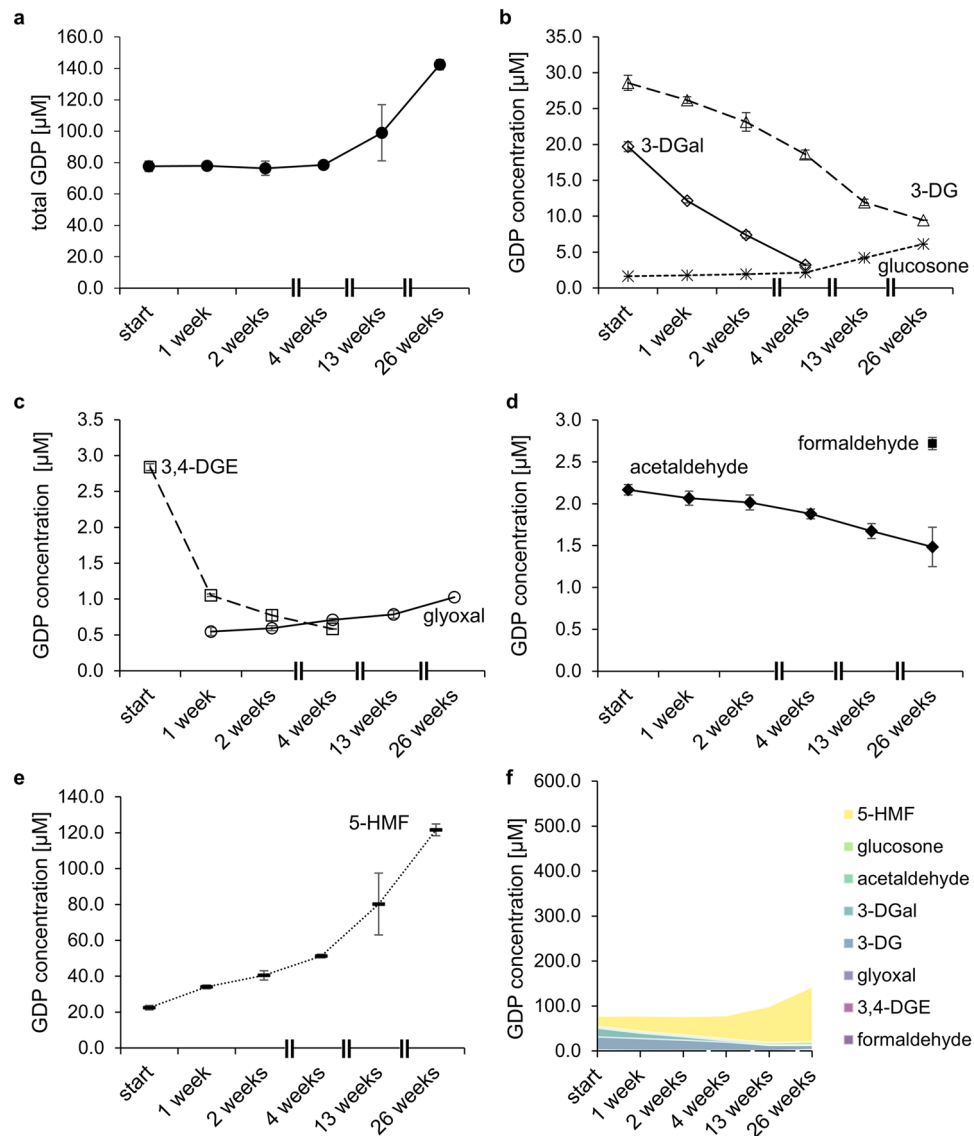 a
160.0
140.0
120.0
100.0
80.0
60.0
40.0
20.0
0.0
total GDP [µM]
start
1 week
2 weeks
4 weeks
13 weeks
26 weeks
b
35.0
30.0
25.0
20.0
15.0
10.0
5.0
0.0
GDP concentration [µM]
3-DGal
3-DG
glucosone
start
1 week
2 weeks
4 weeks
13 weeks
26 weeks
c
3.5
3.0
2.5
2.0
1.5
1.0
0.5
0.0
GDP concentration [µM]
3,4-DGE
glyoxal
start
1 week
2 weeks
4 weeks
13 weeks
26 weeks
d
3.0
2.5
2.0
1.5
1.0
0.5
0.0
GDP concentration [µM]
formaldehyde
acetaldehyde
start
1 week
2 weeks
4 weeks
13 weeks
26 weeks
e
140.0
120.0
100.0
80.0
60.0
40.0
20.0
0.0
GDP concentration [µM]
5-HMF
start
1 week
2 weeks
4 weeks
13 weeks
26 weeks
f
600.0
500.0
400.0
300.0
200.0
100.0
0.0
GDP concentration [µM]
start
1 week
2 weeks
4 weeks
13 weeks
26 weeks
5-HMF
glucosone
acetaldehyde
3-DGal
3-DG
glyoxal
3,4-DGE
formaldehyde